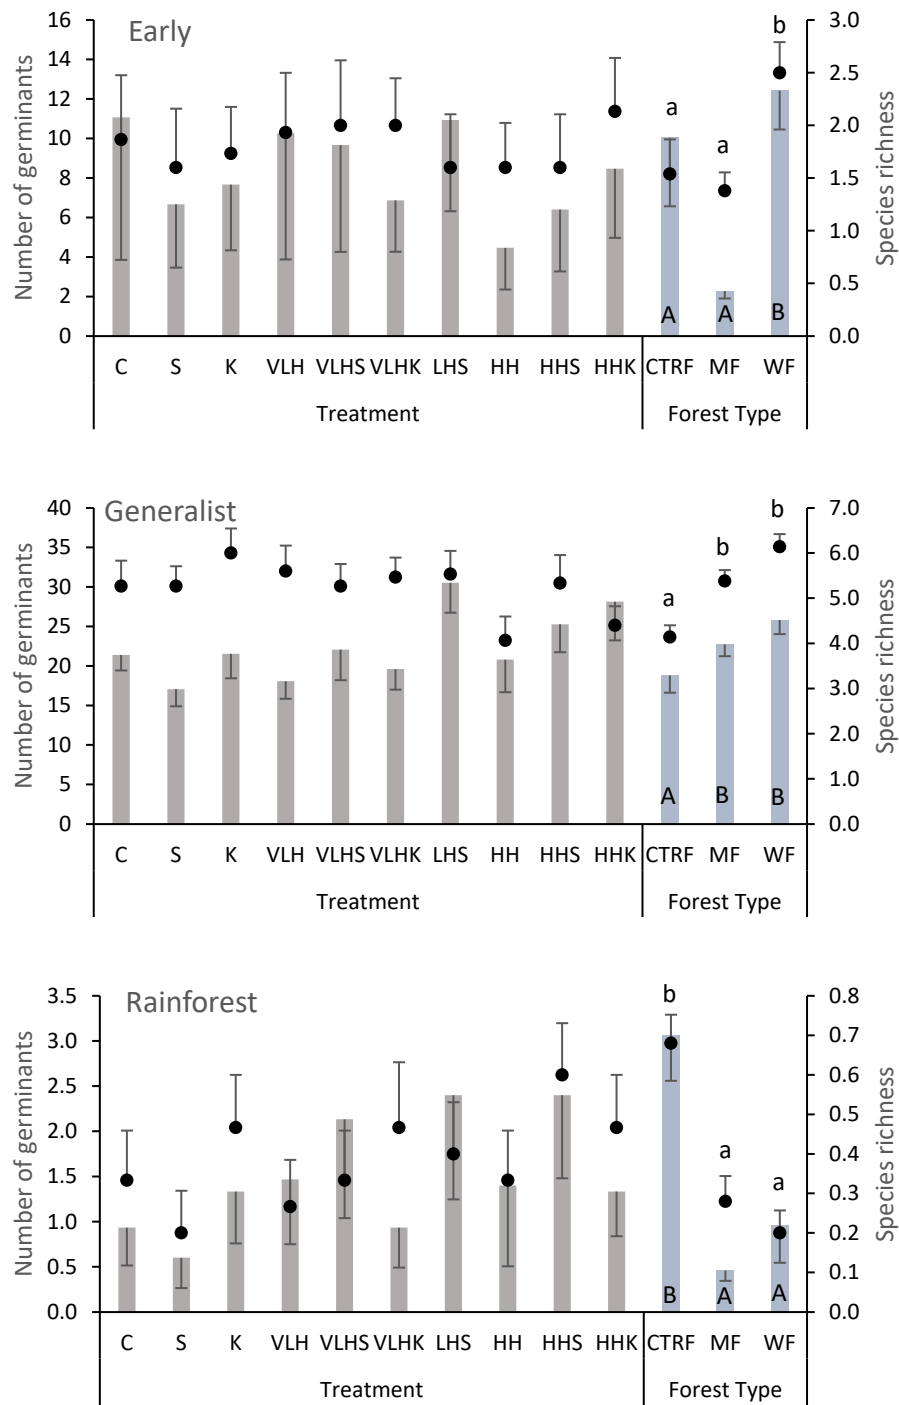 Early
Number of germinants
Species richness
16
14
12
10
8
6
4
2
0
3.0
2.5
2.0
1.5
1.0
0.5
0.0
a
a
b
A
A
B
C S K VLH VLHS VLHK LHS HH HHS HHK CTRF MF WF
Treatment Forest Type
Generalist
Number of germinants
Species richness
40
35
30
25
20
15
10
5
0
7.0
6.0
5.0
4.0
3.0
2.0
1.0
0.0
a
b
b
A
B
B
C S K VLH VLHS VLHK LHS HH HHS HHK CTRF MF WF
Treatment Forest Type
Rainforest
Number of germinants
Species richness
3.5
3.0
2.5
2.0
1.5
1.0
0.5
0.0
0.8
0.7
0.6
0.5
0.4
0.3
0.2
0.1
0.0
b
a
a
B
A
A
C S K VLH VLHS VLHK LHS HH HHS HHK CTRF MF WF
Treatment Forest Type